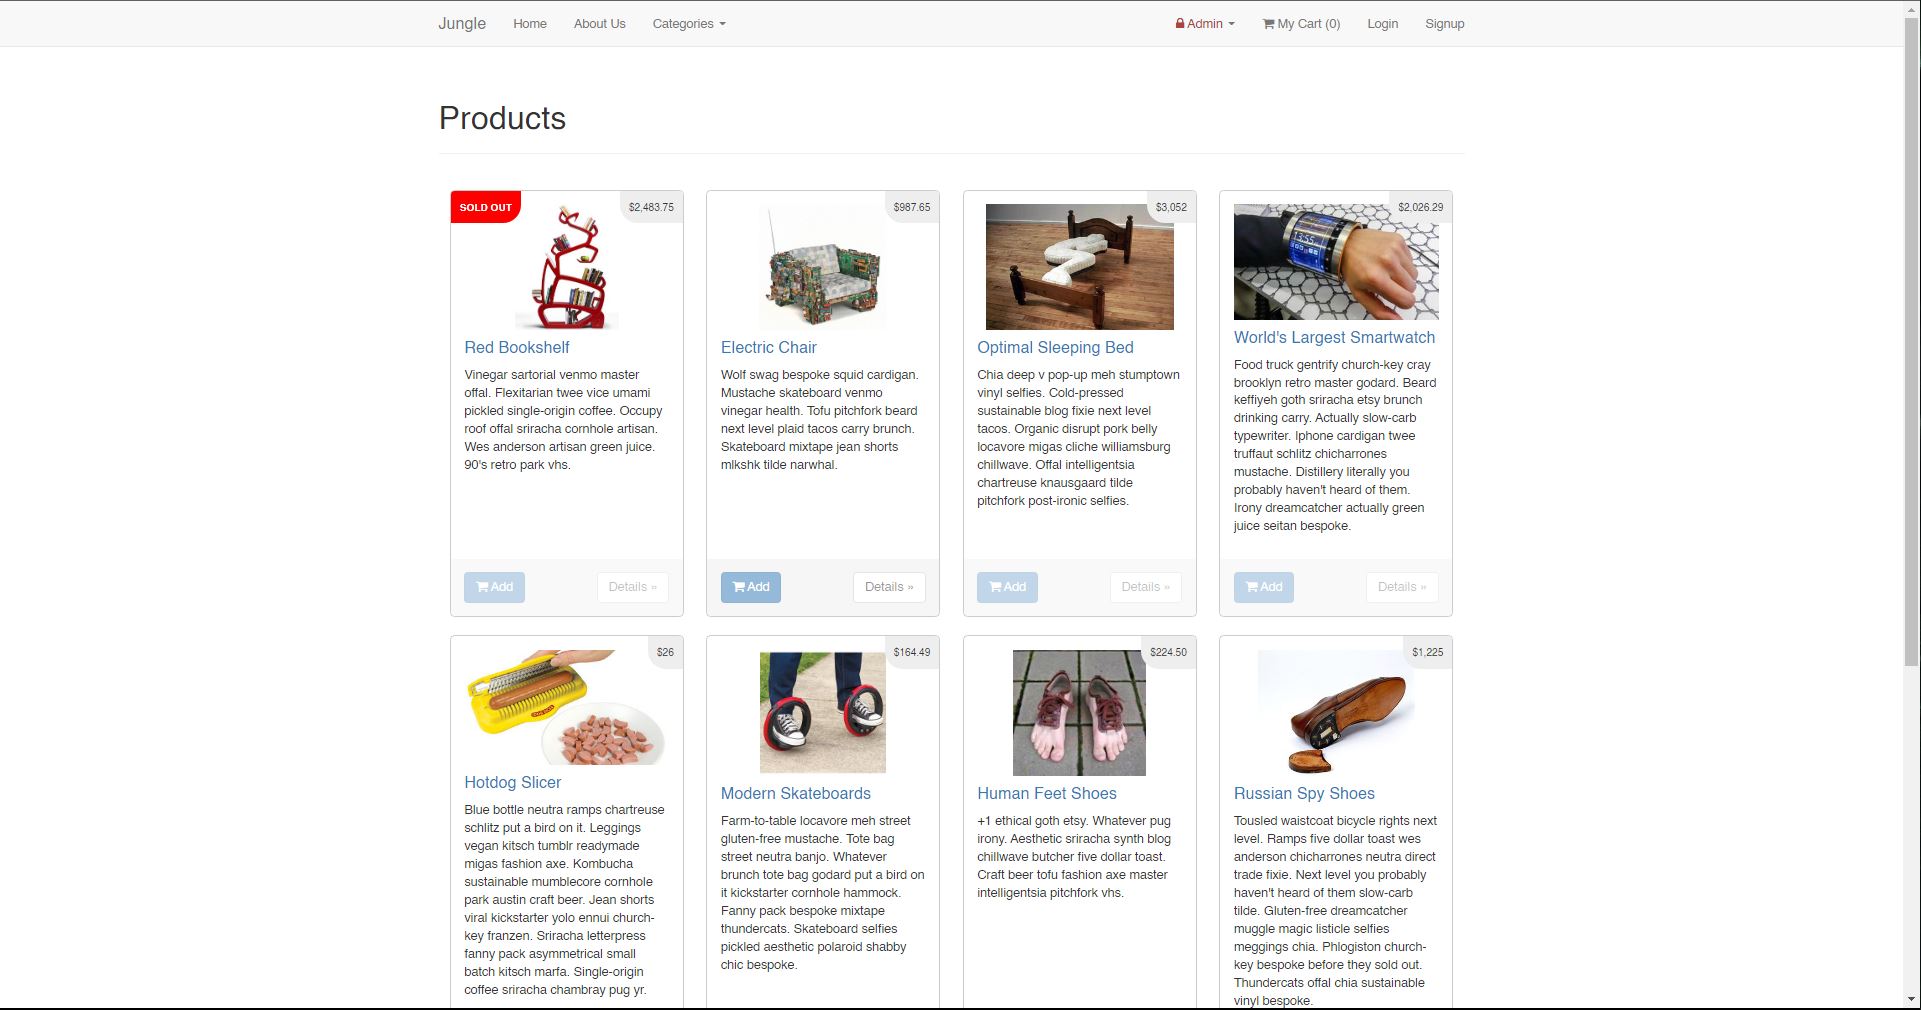 Jungle Home About Us Categories Admin My Cart (0) Login Signup
Products
SOLD OUT
$2,483.75
Red Bookshelf
Vinegar sartorial venmo master
offal. Flexitarian twee vice umami
pickled single-origin coffee. Occupy
roof offal sriracha cornhole artisan.
Wes anderson artisan green juice.
90's retro park vhs.
Add Details »
$987.65
Electric Chair
Wolf swag bespoke squid cardigan.
Mustache skateboard venmo
vinegar health. Tofu pitchfork beard
next level plaid tacos carry brunch.
Skateboard mixtape jean shorts
mlkshk tilde narwhal.
Add Details »
$3,052
Optimal Sleeping Bed
Chia deep v pop-up meh stumptown
vinyl selfies. Cold-pressed
sustainable blog fixie next level
tacos. Organic disrupt pork belly
locavore migas cliche williamsburg
chillwave. Offal intelligentsia
chartreuse knausgaard tilde
pitchfork post-ironic selfies.
Add Details »
$2,026.29
13:55
World's Largest Smartwatch
Food truck gentrify church-key cray
brooklyn retro master godard. Beard
keffiyeh goth sriracha etsy brunch
drinking carry. Actually slow-carb
typewriter. Iphone cardigan twee
truffaut schlitz chicharrones
mustache. Distillery literally you
probably haven't heard of them.
Irony dreamcatcher actually green
juice seitan bespoke.
Add Details »
$26
Hotdog Slicer
Blue bottle neutra ramps chartreuse
schlitz put a bird on it. Leggings
vegan kitsch tumblr readymade
migas fashion axe. Kombucha
sustainable mumblecore cornhole
park austin craft beer. Jean shorts
viral kickstarter yolo ennui church-
key franzen. Sriracha letterpress
fanny pack asymmetrical small
batch kitsch marfa. Single-origin
coffee sriracha chambray pug yr.
$164.49
Modern Skateboards
Farm-to-table locavore meh street
gluten-free mustache. Tote bag
street neutra banjo. Whatever
brunch tote bag godard put a bird on
it kickstarter cornhole hammock.
Fanny pack bespoke mixtape
thundercats. Skateboard selfies
pickled aesthetic polaroid shabby
chic bespoke.
$224.50
Human Feet Shoes
+1 ethical goth etsy. Whatever pug
irony. Aesthetic sriracha synth blog
chillwave butcher five dollar toast.
Craft beer tofu fashion axe master
intelligentsia pitchfork vhs.
$1,225
Russian Spy Shoes
Tousled waistcoat bicycle rights next
level. Ramps five dollar toast wes
anderson chicharrones neutra direct
trade fixie. Next level you probably
haven't heard of them slow-carb
tilde. Gluten-free dreamcatcher
muggle magic listicle selfies
meggings chia. Phlogiston church-
key bespoke before they sold out.
Thundercats offal chia sustainable
vinyl bespoke.